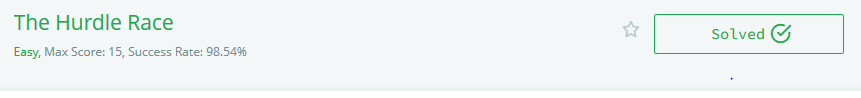 The Hurdle Race
Easy, Max Score: 15, Success Rate: 98.54%
Solved